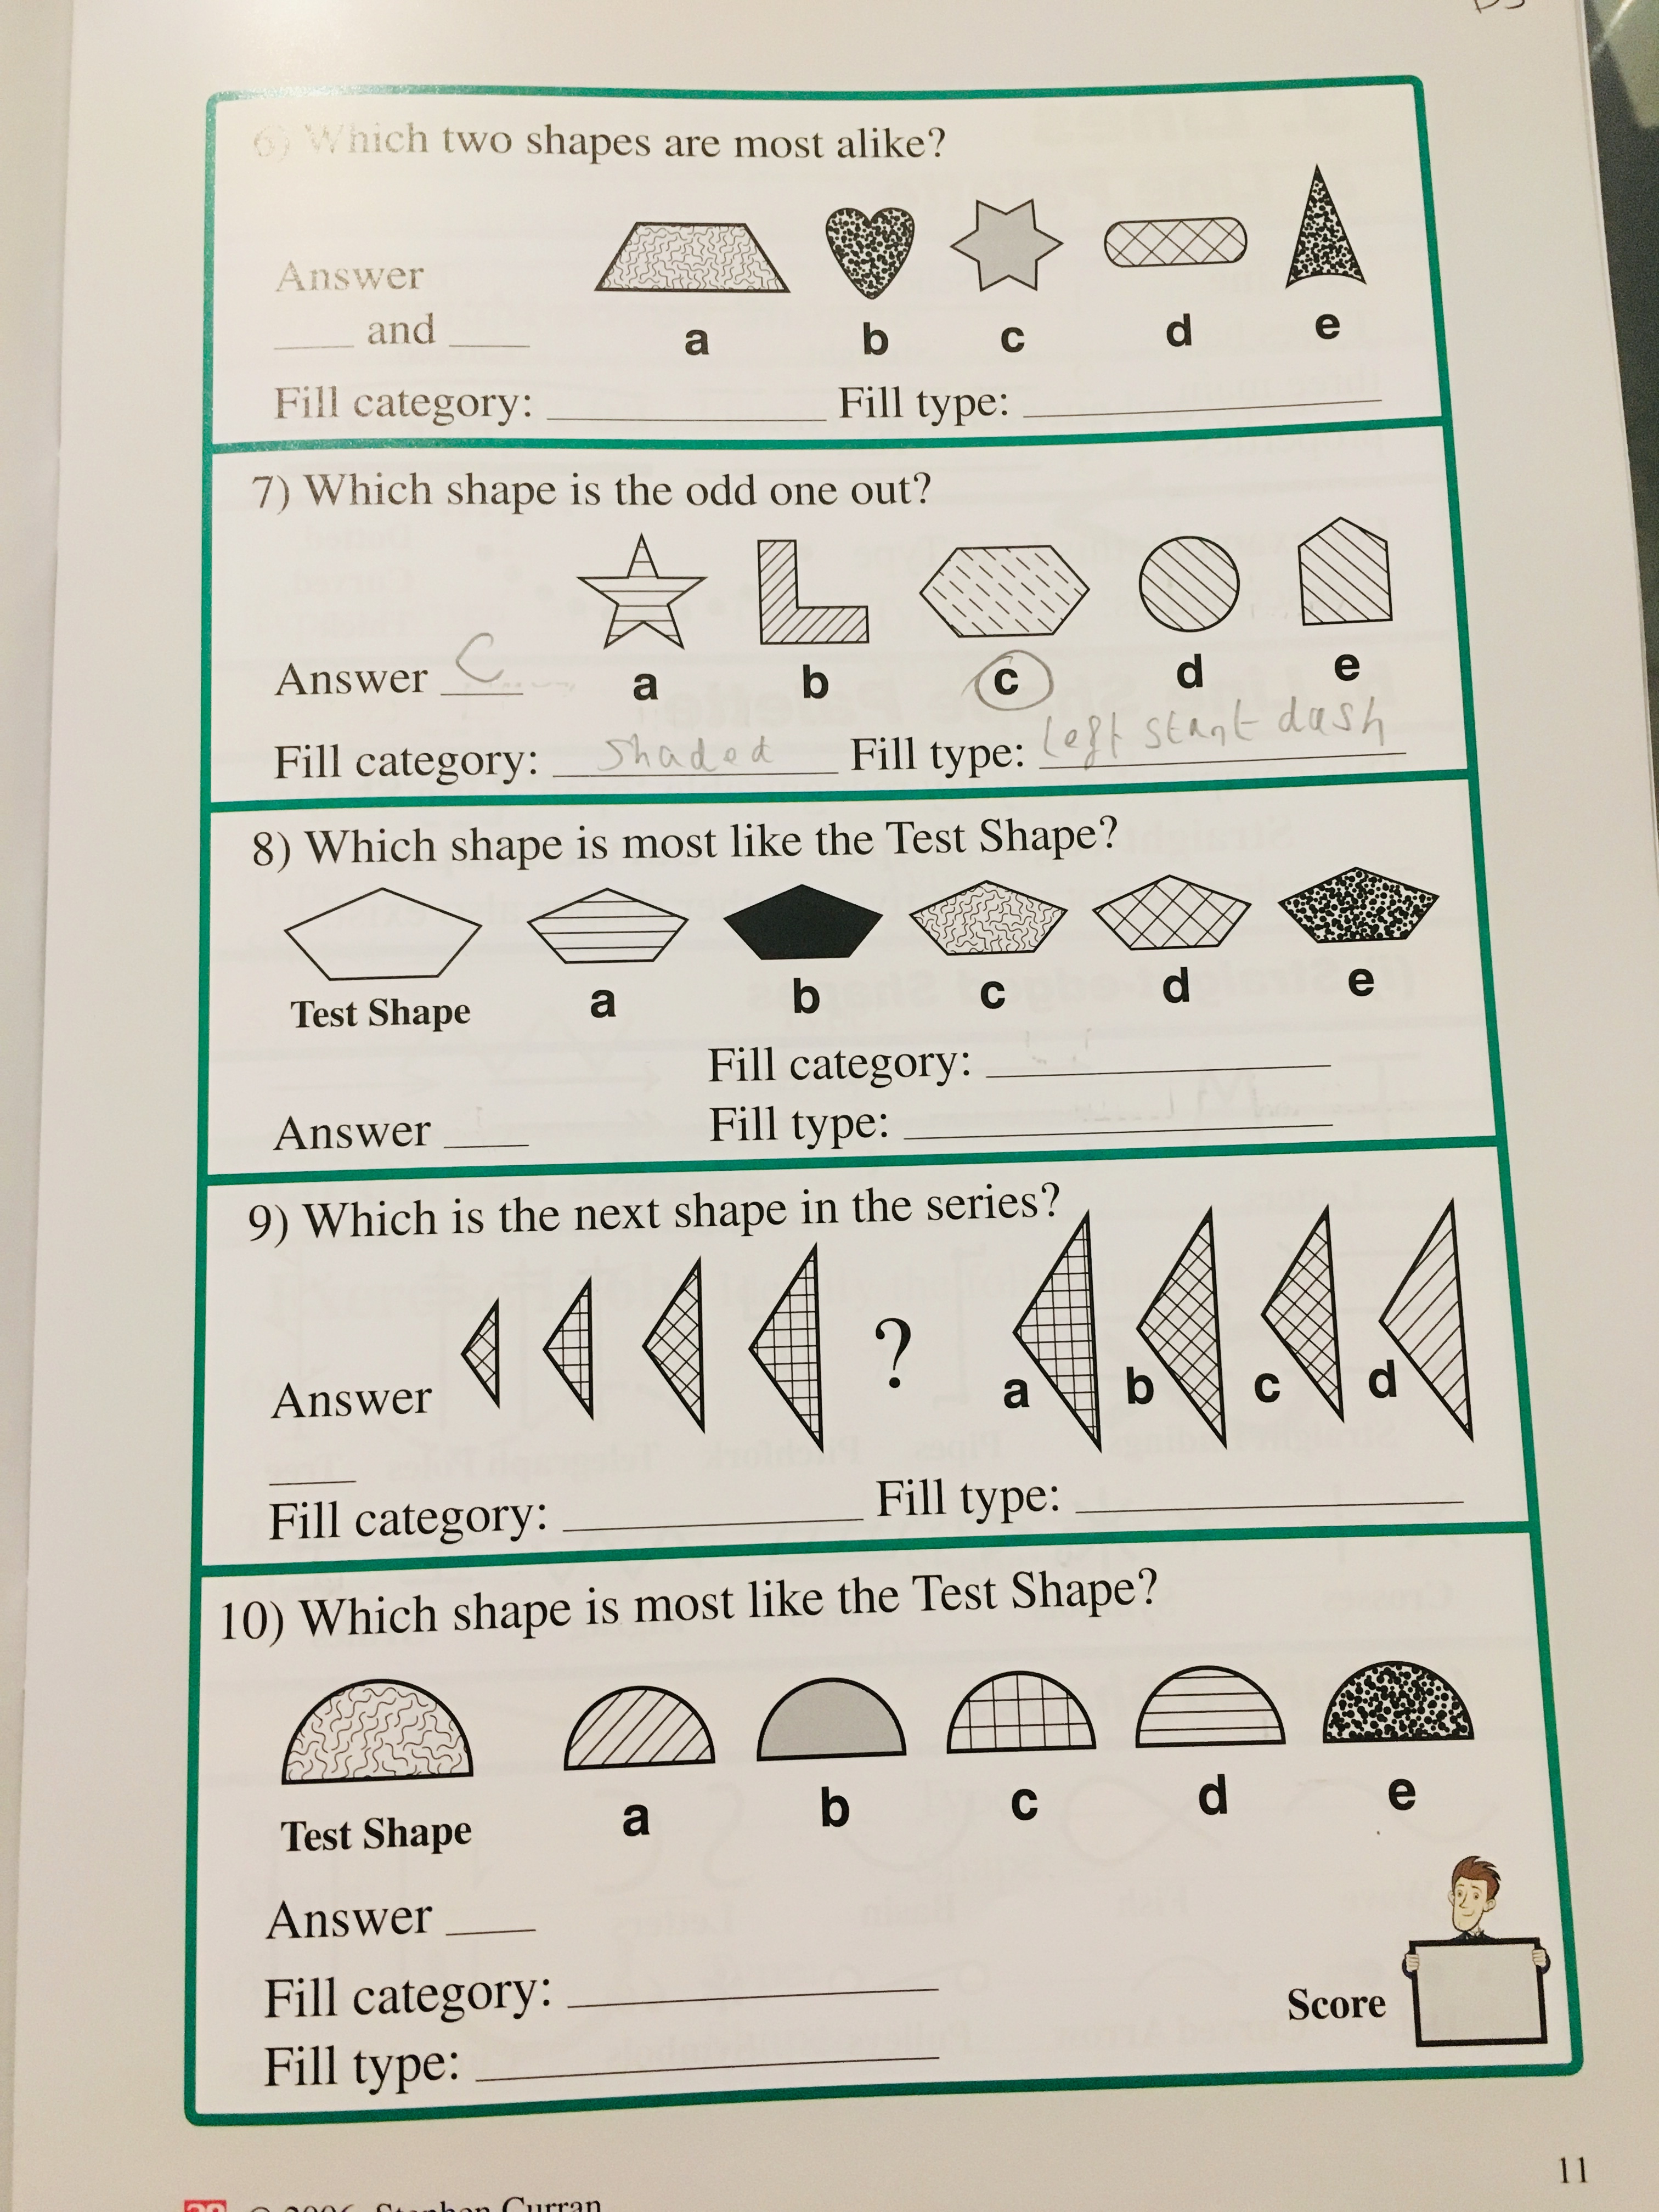 6) Which two shapes are most alike?
Answer
____ and ____
a b c d e
Fill category: ____________ Fill type: ____________
7) Which shape is the odd one out?
Answer C
a b c d e
Fill category: shaded Fill type: left slant dash
8) Which shape is most like the Test Shape?
Test Shape a b c d e
Fill category: ____________
Answer ____ Fill type: ____________
9) Which is the next shape in the series?
? a b c d
Answer
____
Fill category: ____________ Fill type: ____________
10) Which shape is most like the Test Shape?
Test Shape a b c d e
Answer ____
Fill category: ____________
Score
Fill type: ____________
11
© 2006 Stephen Curran